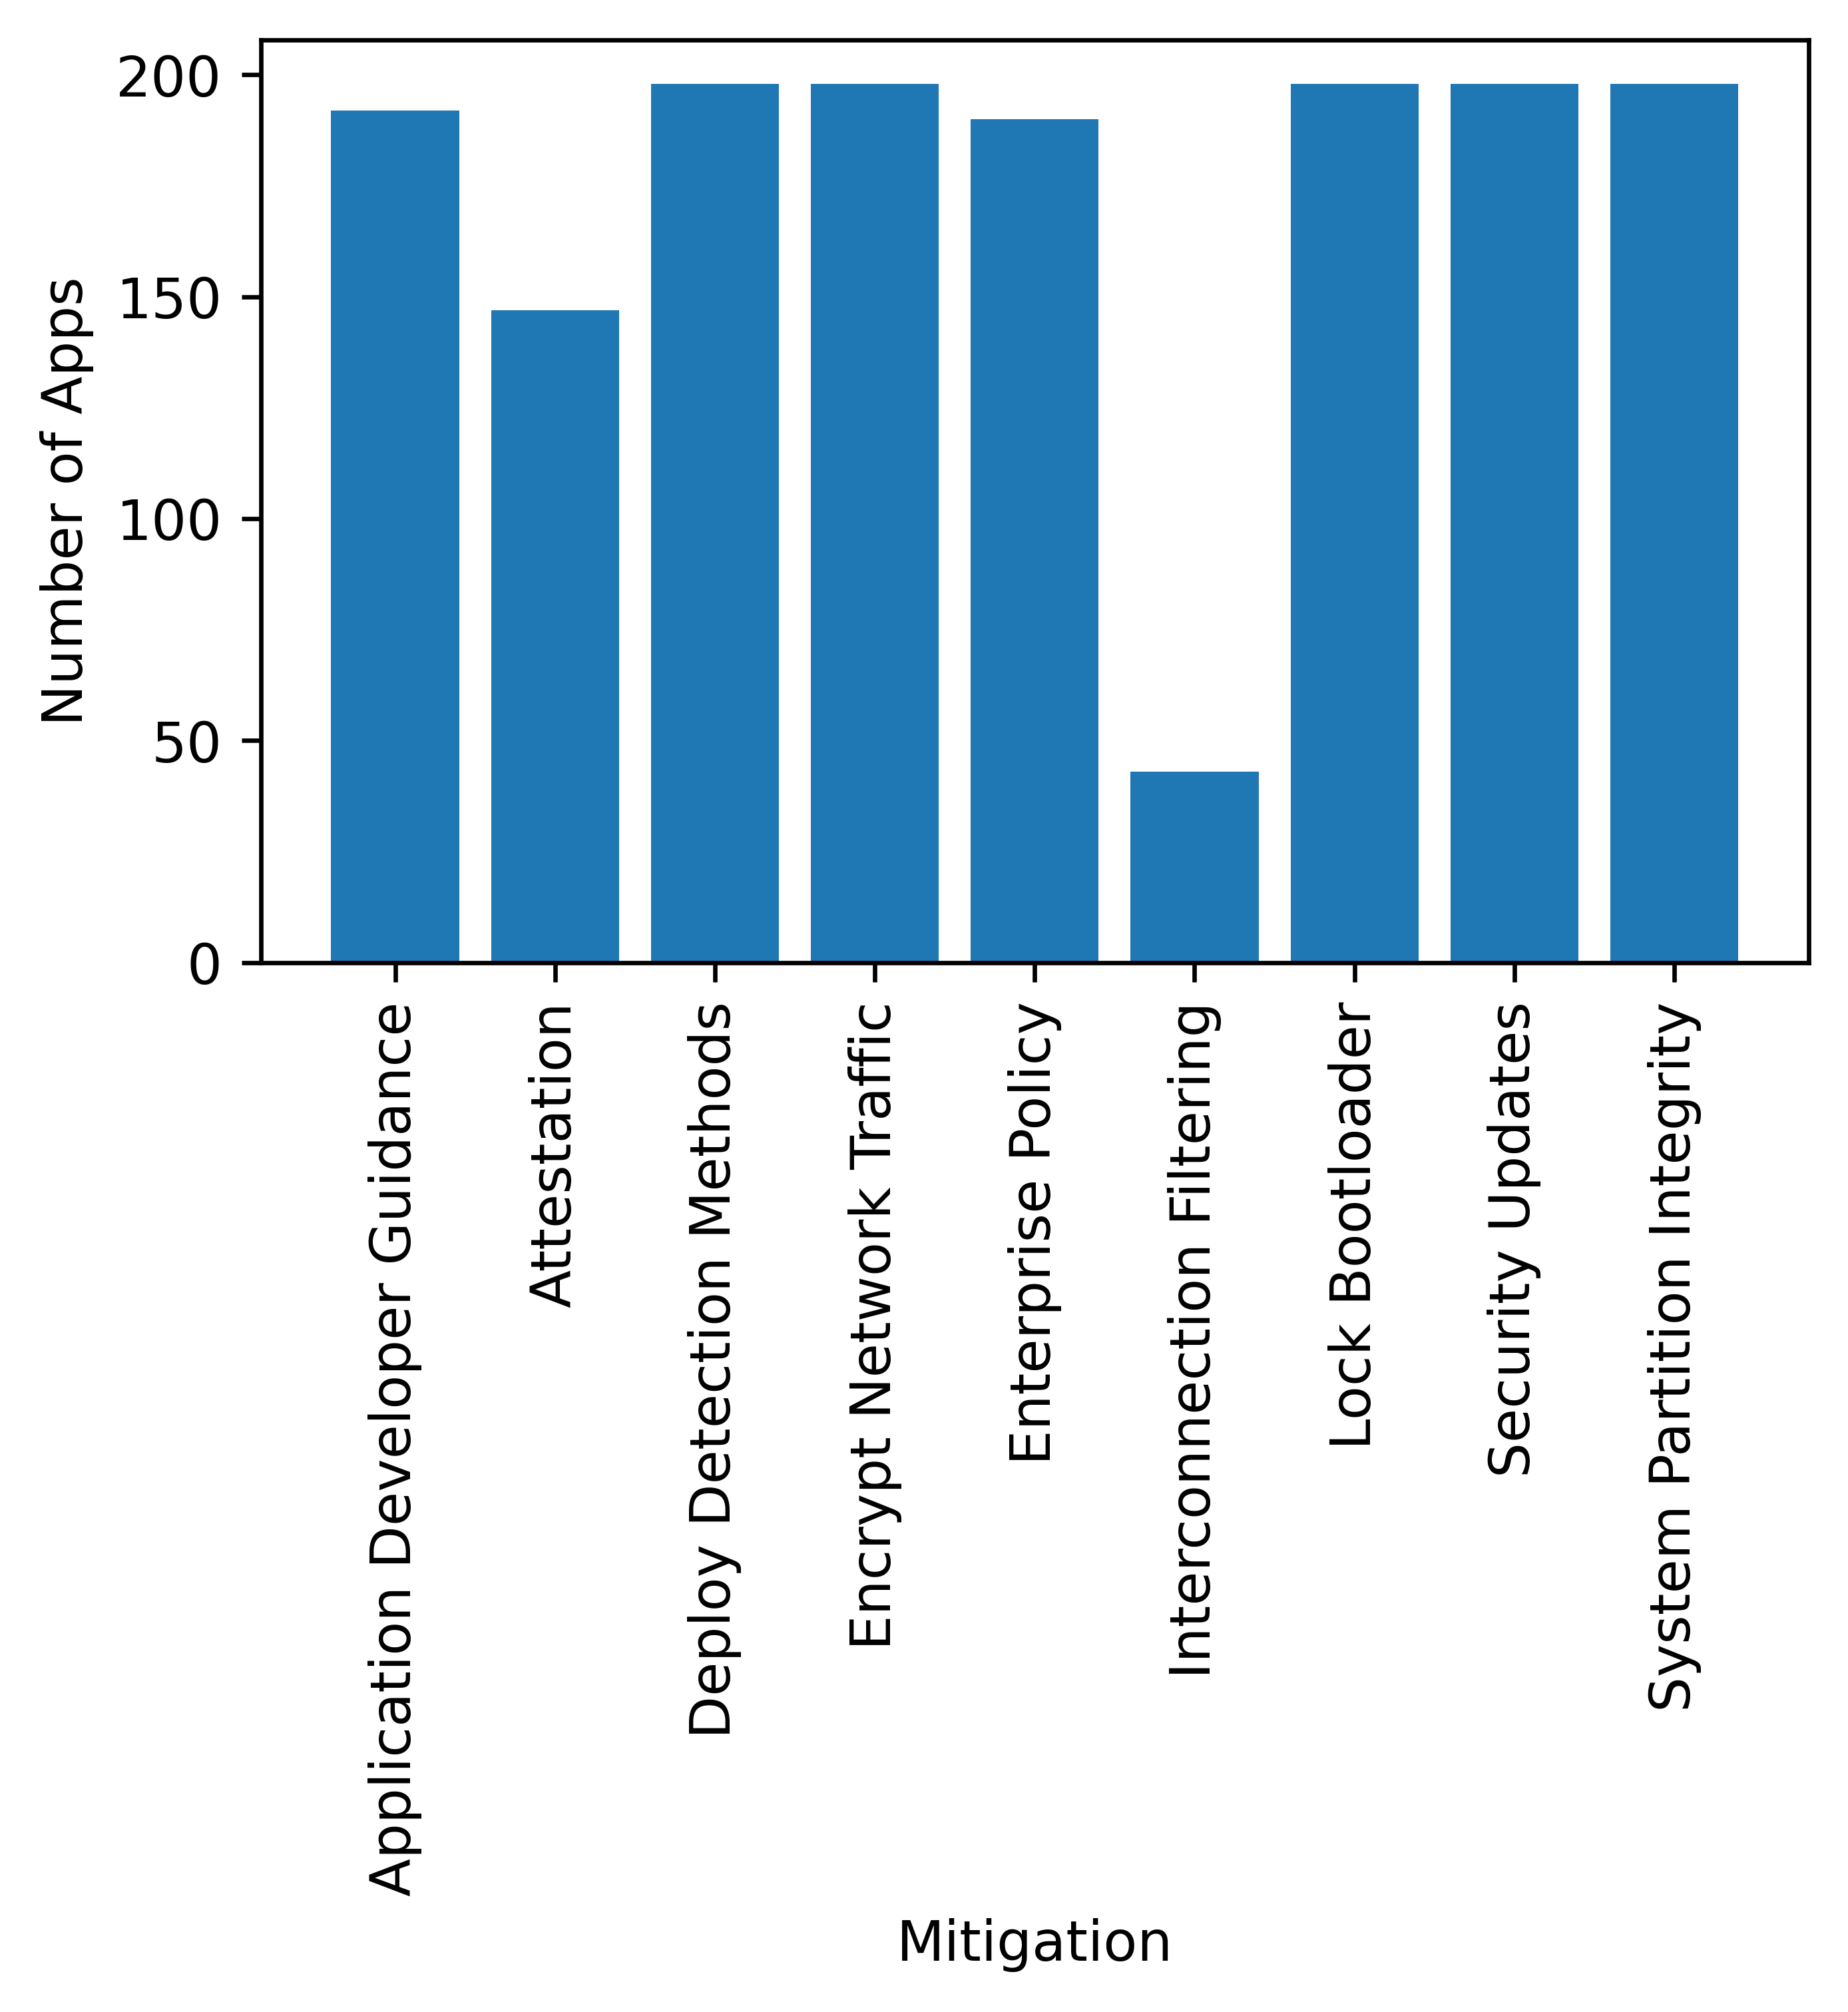 200
150
100
50
0
Number of Apps
Application Developer Guidance
Attestation
Deploy Detection Methods
Encrypt Network Traffic
Enterprise Policy
Interconnection Filtering
Lock Bootloader
Security Updates
System Partition Integrity
Mitigation